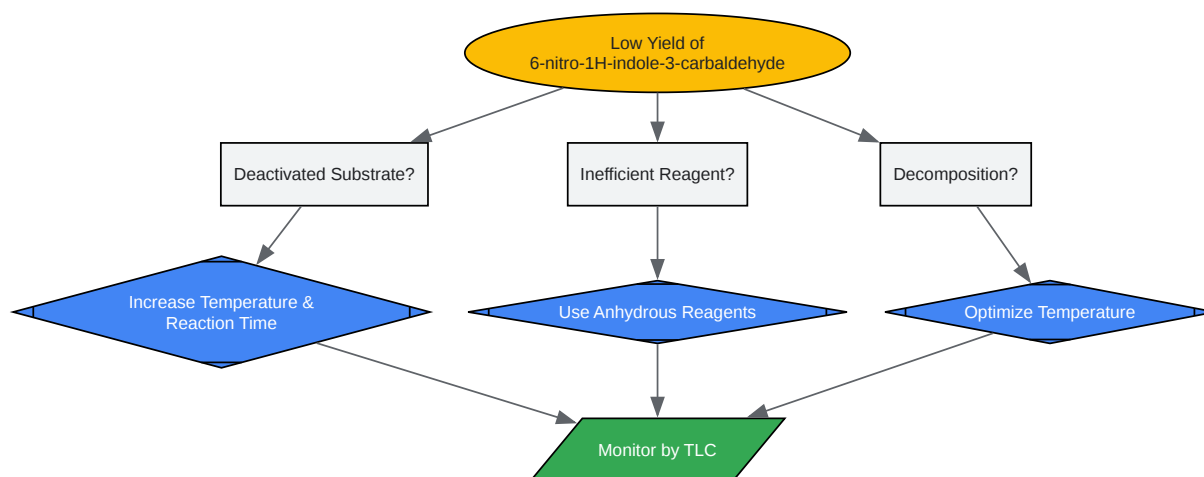 Low Yield of
6-nitro-1H-indole-3-carbaldehyde
Deactivated Substrate?
Inefficient Reagent?
Decomposition?
Increase Temperature &
Reaction Time
Use Anhydrous Reagents
Optimize Temperature
Monitor by TLC